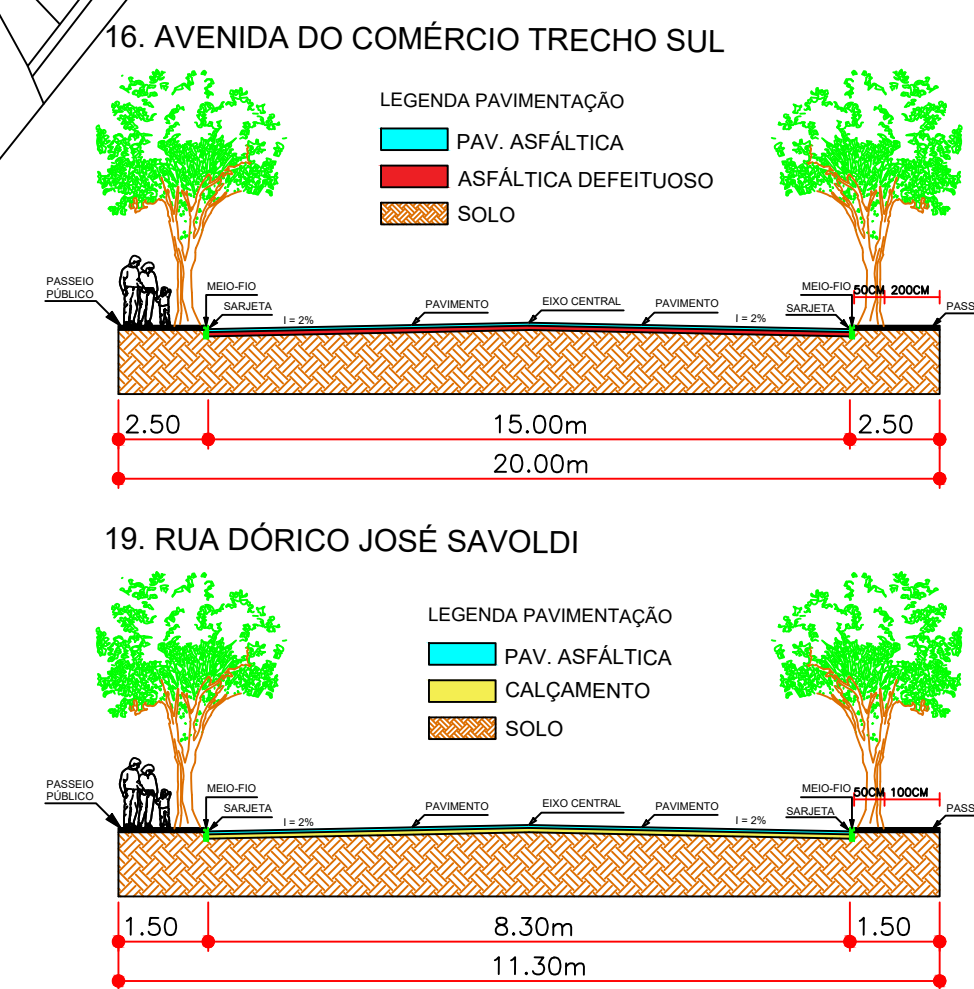 16. AVENIDA DO COMÉRCIO TRECHO SUL
LEGENDA PAVIMENTAÇÃO
PAV. ASFÁLTICA
ASFÁLTICA DEFEITUOSO
SOLO
PASSEIO
PÚBLICO
MEIO-FIO
SARJETA
I = 2%
PAVIMENTO
EIXO CENTRAL
PAVIMENTO
I = 2%
MEIO-FIO
SARJETA
50CM 200CM
PASS
2.50 15.00m 2.50
20.00m
19. RUA DÓRICO JOSÉ SAVOLDI
LEGENDA PAVIMENTAÇÃO
PAV. ASFÁLTICA
CALÇAMENTO
SOLO
PASSEIO
PÚBLICO
MEIO-FIO
SARJETA
I = 2%
PAVIMENTO
EIXO CENTRAL
PAVIMENTO
I = 2%
MEIO-FIO
SARJETA
50CM 100CM
PASS
1.50 8.30m 1.50
11.30m